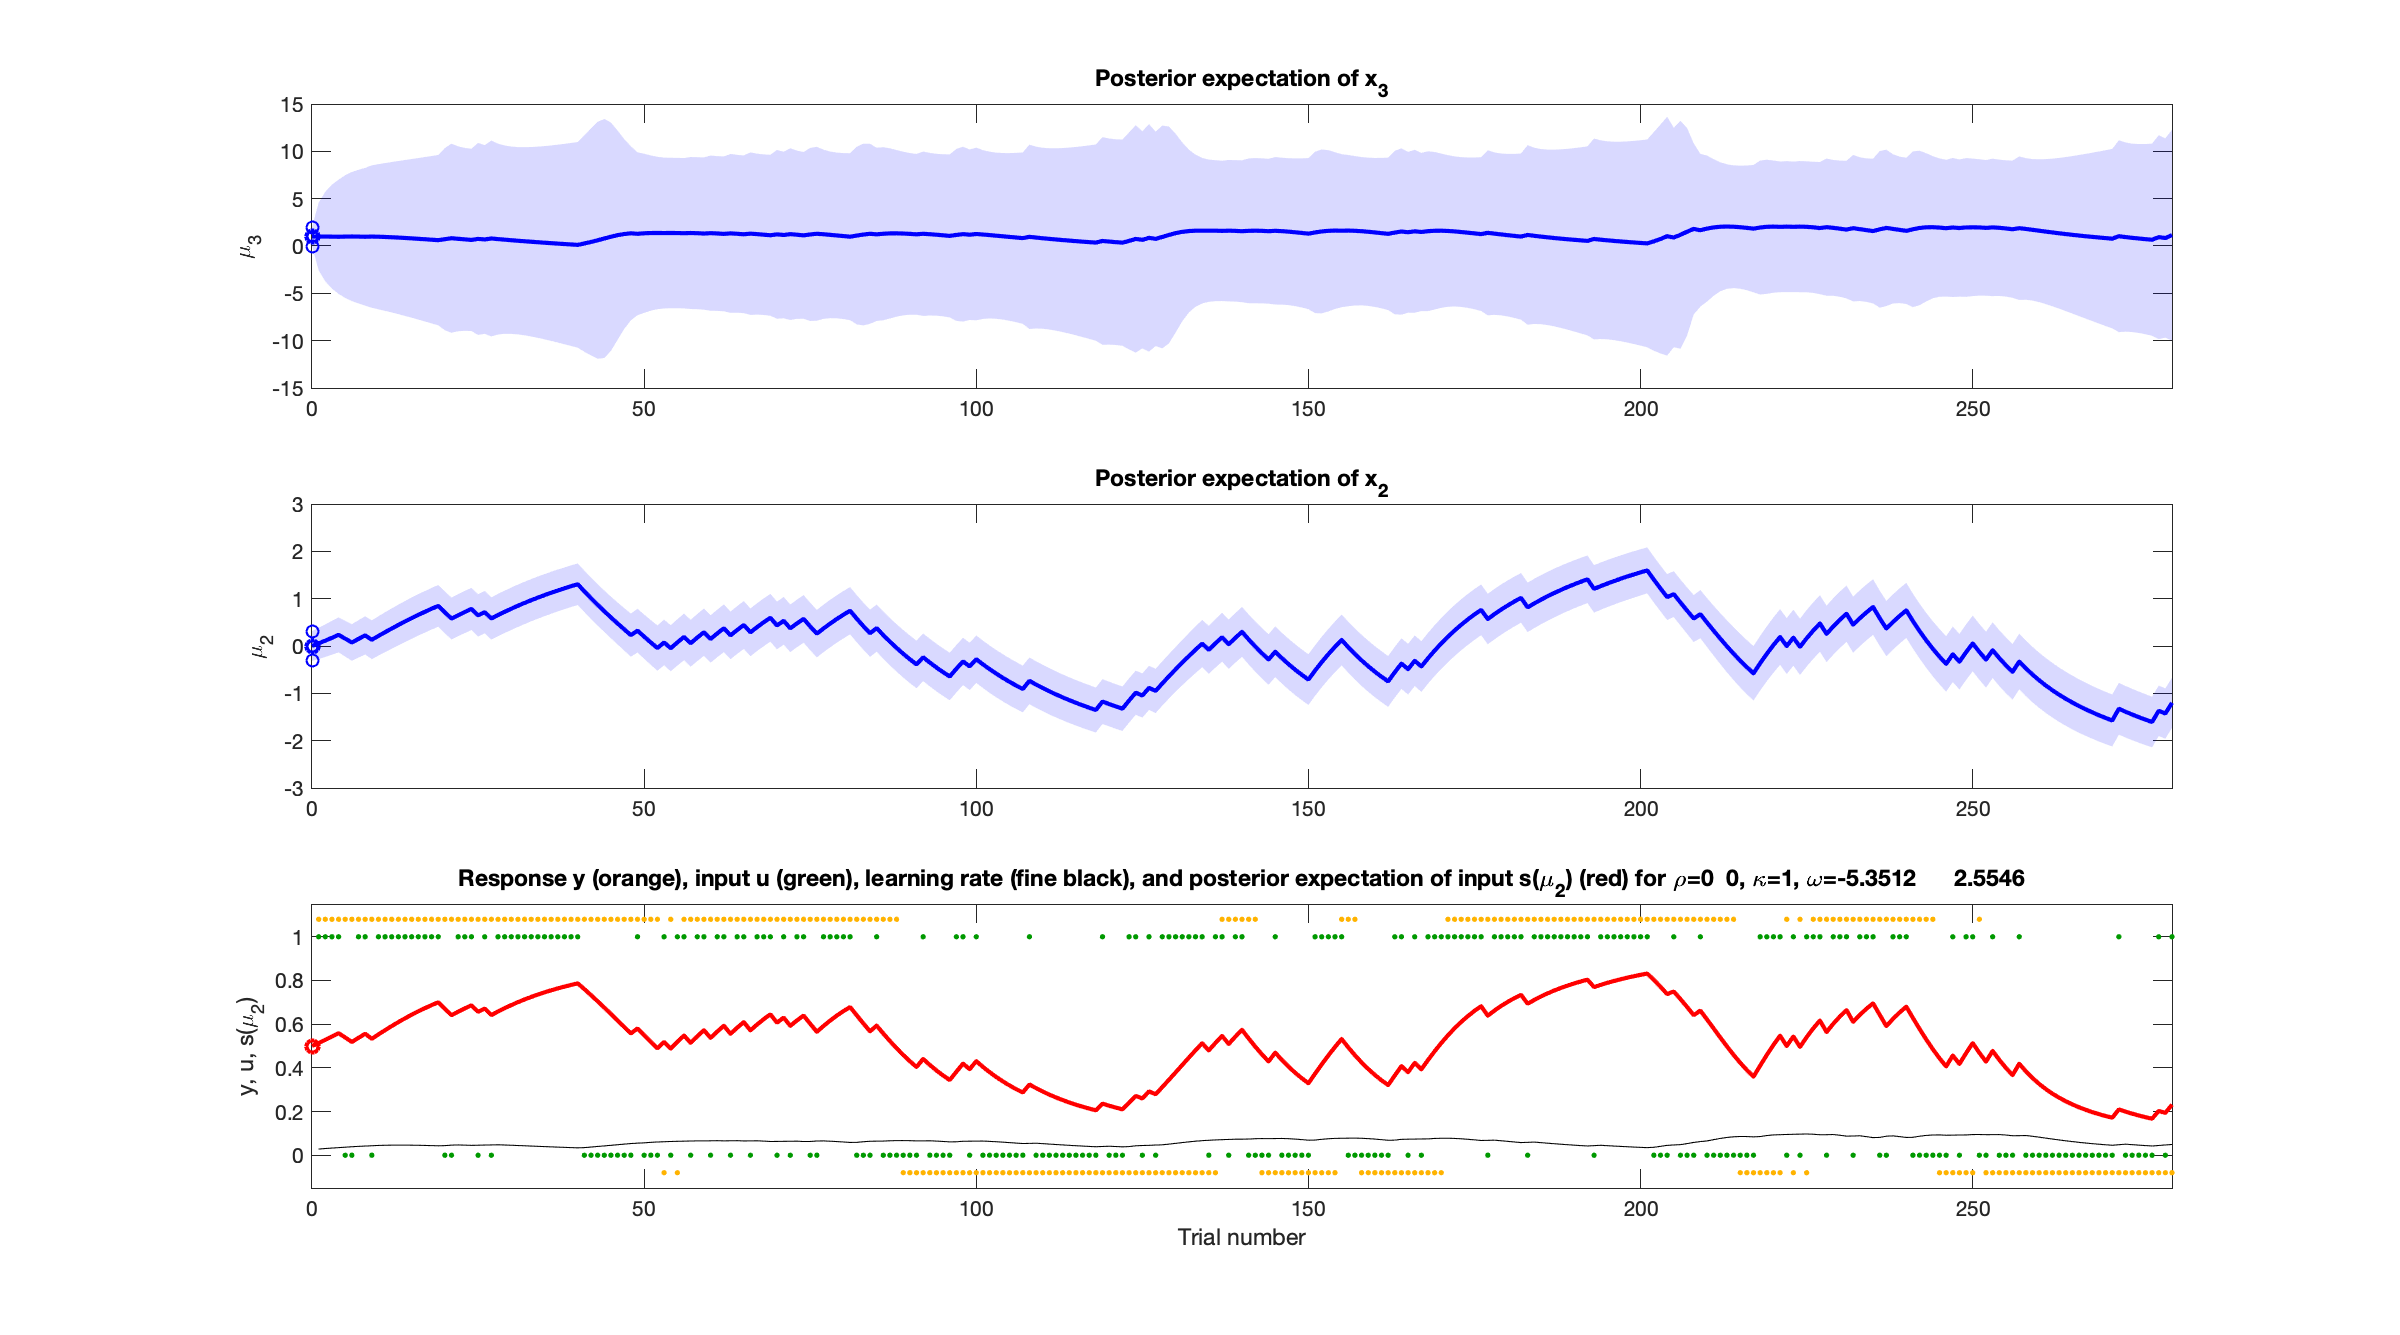 Posterior expectation of x₃
15
10
5
0
-5
-10
-15
μ₃
0 50 100 150 200 250
Posterior expectation of x₂
3
2
1
0
-1
-2
-3
μ₂
0 50 100 150 200 250
Response y (orange), input u (green), learning rate (fine black), and posterior expectation of input s(μ₂) (red) for ρ=0 0, κ=1, ω=-5.3512 2.5546
1
0.8
0.6
0.4
0.2
0
y, u, s(μ₂)
0 50 100 150 200 250
Trial number